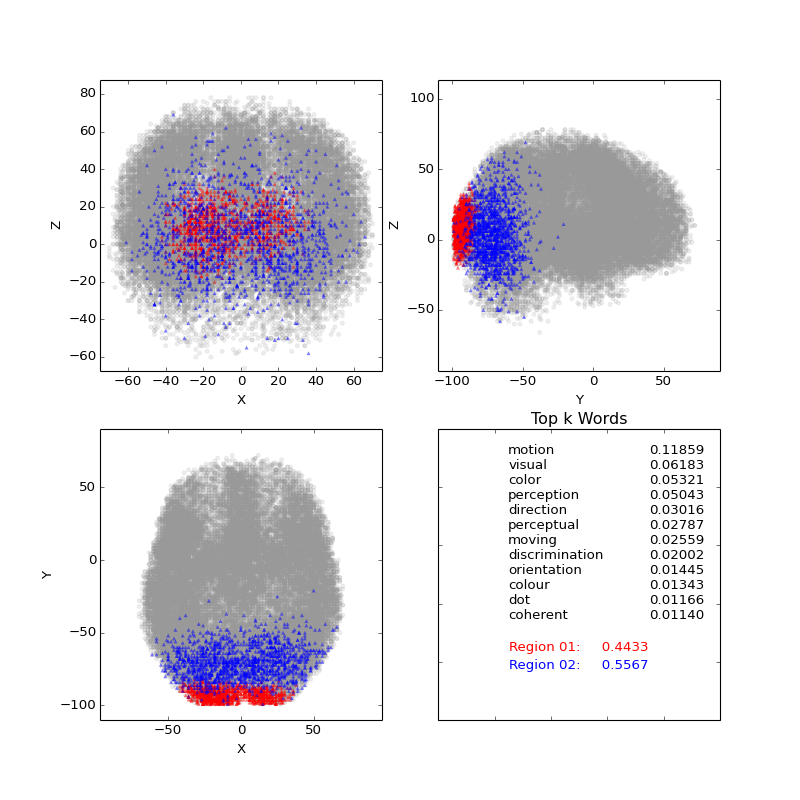 80
60
40
20
0
−20
−40
−60
Z
−60 −40 −20 0 20 40 60
X
100
50
0
−50
Z
−100 −50 0 50
Y
50
0
−50
−100
Y
−50 0 50
X
Top k Words
motion 0.11859
visual 0.06183
color 0.05321
perception 0.05043
direction 0.03016
perceptual 0.02787
moving 0.02559
discrimination 0.02002
orientation 0.01445
colour 0.01343
dot 0.01166
coherent 0.01140
Region 01: 0.4433
Region 02: 0.5567